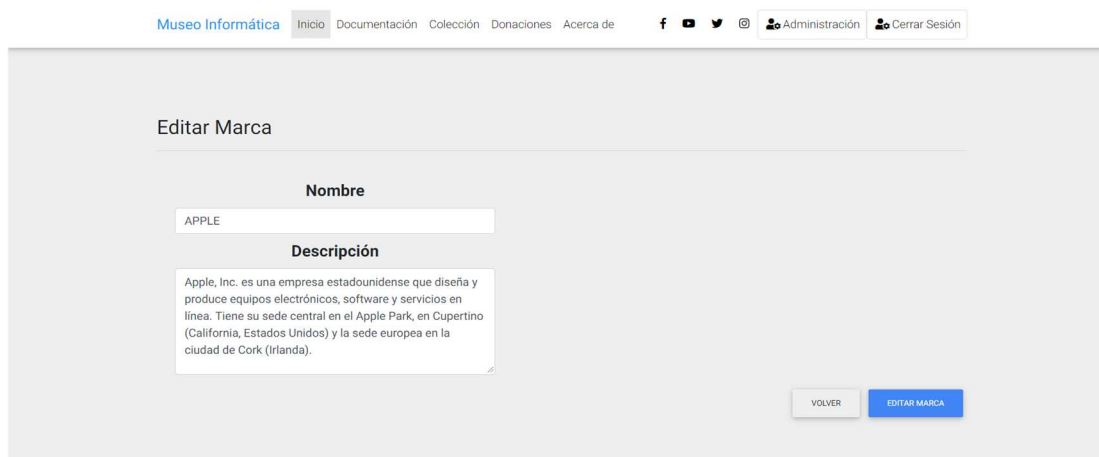 Museo Informática Inicio Documentación Colección Donaciones Acerca de Administración Cerrar Sesión
Editar Marca
Nombre
APPLE
Descripción
Apple, Inc. es una empresa estadounidense que diseña y
produce equipos electrónicos, software y servicios en
línea. Tiene su sede central en el Apple Park, en Cupertino
(California, Estados Unidos) y la sede europea en la
ciudad de Cork (Irlanda).
VOLVER EDITAR MARCA